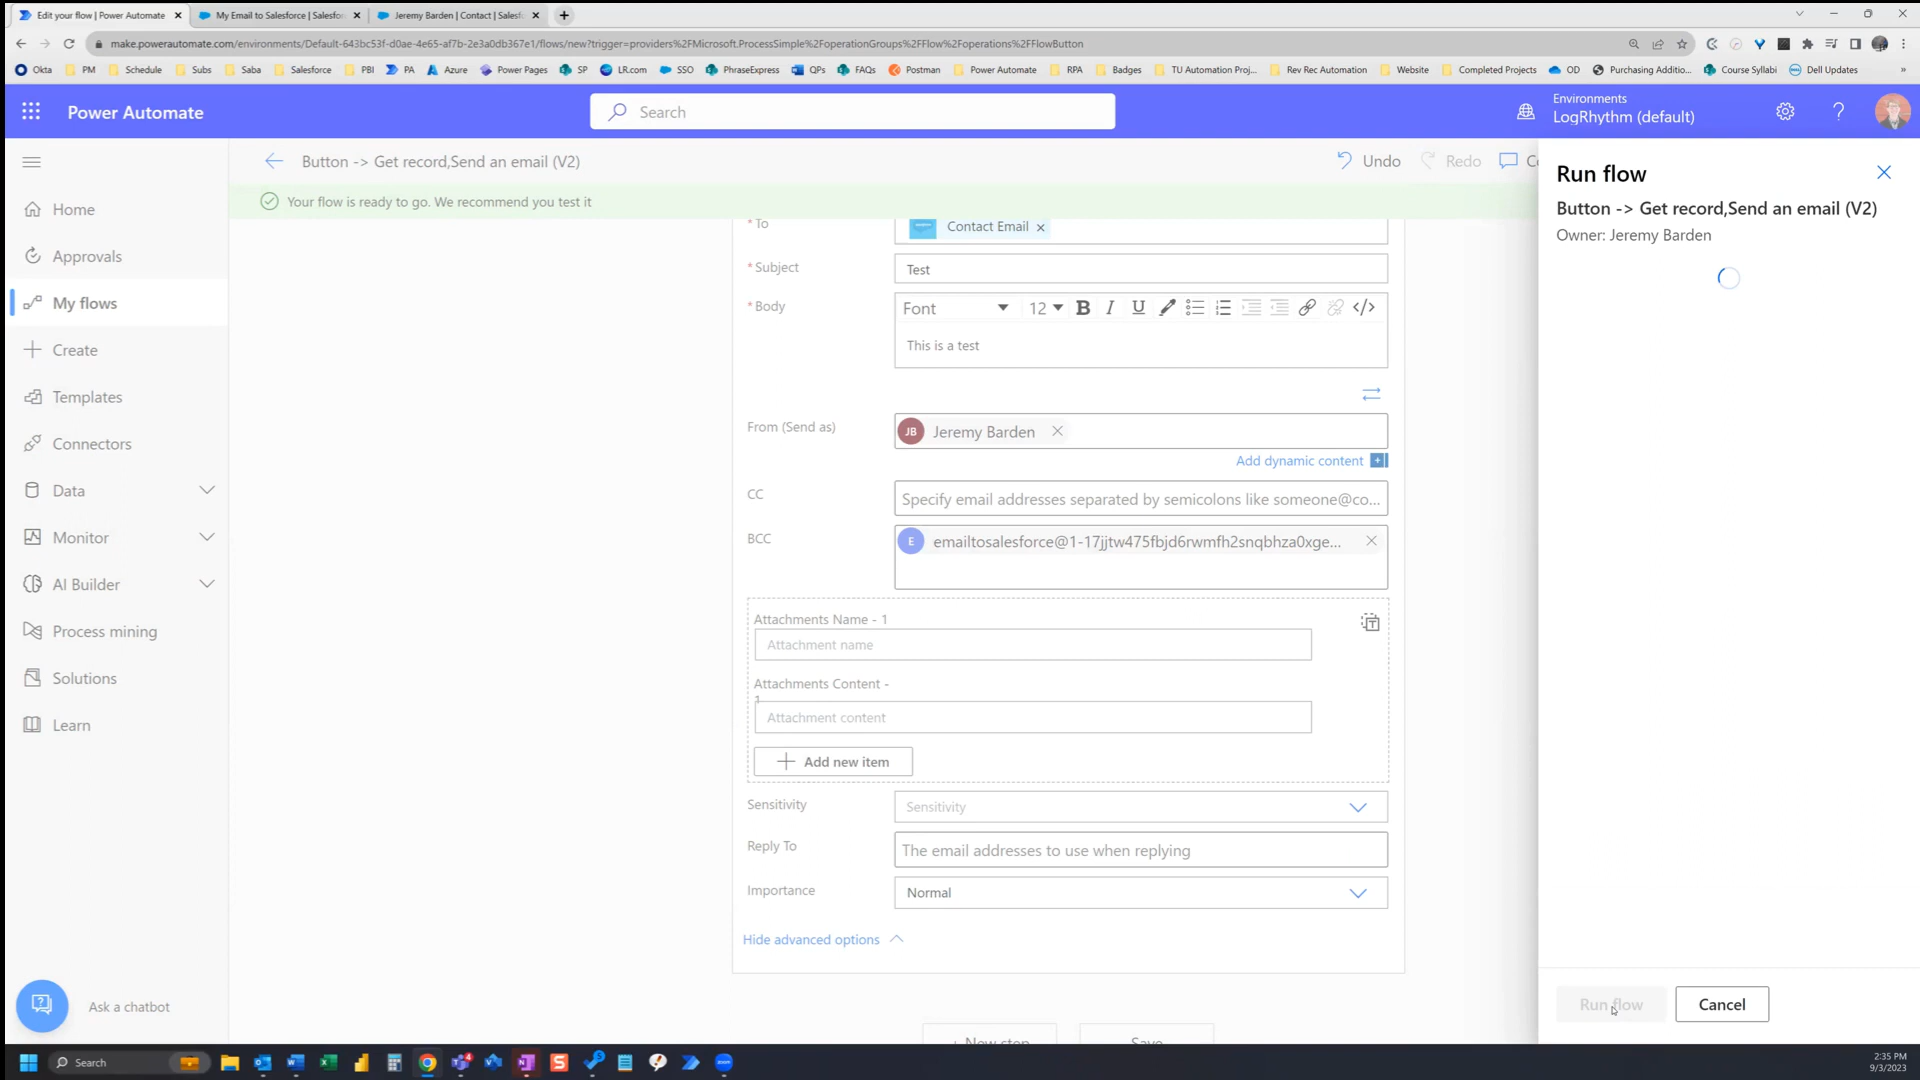 Edit your flow | Power Automate
My Email to Salesforce | Salesfor
Jeremy Barden | Contact | Salesf
make.powerautomate.com/environments/Default-643bc53f-d0ae-4e65-af7b-2e3a0db367e1/flows/new?trigger=providers%2FMicrosoft.ProcessSimple%2FoperationGroups%2FFlow%2Foperations%2FFlowButton
Okta
PM
Schedule
Subs
Saba
Salesforce
PBI
PA
Azure
Power Pages
SP
LR.com
SSO
PhraseExpress
QPs
FAQs
Postman
Power Automate
RPA
Badges
TU Automation Proj...
Rev Rec Automation
Website
Completed Projects
OD
Purchasing Additio...
Course Syllabi
Dell Updates
Power Automate
Search
Environments
LogRhythm (default)
Button -> Get record,Send an email (V2)
Undo
Redo
Your flow is ready to go. We recommend you test it
Home
Approvals
My flows
Create
Templates
Connectors
Data
Monitor
AI Builder
Process mining
Solutions
Learn
Ask a chatbot
* To
Contact Email
* Subject
Test
* Body
Font
12
This is a test
From (Send as)
JB
Jeremy Barden
Add dynamic content
CC
Specify email addresses separated by semicolons like someone@co...
BCC
E
emailtosalesforce@1-17jjtw475fbjd6rwmfh2snqbhza0xge...
Attachments Name - 1
Attachment name
Attachments Content -
1
Attachment content
Add new item
Sensitivity
Sensitivity
Reply To
The email addresses to use when replying
Importance
Normal
Hide advanced options
+ New step
Save
Run flow
Button -> Get record,Send an email (V2)
Owner: Jeremy Barden
Run flow
Cancel
Search
2:35 PM
9/3/2023